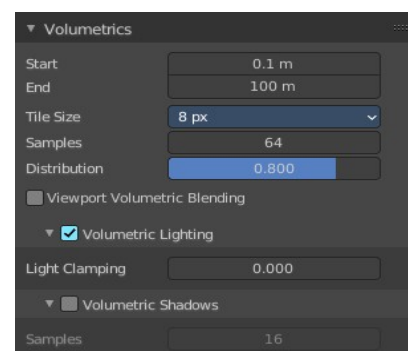 Volumetrics
Start 0.1 m
End 100 m
Tile Size 8 px
Samples 64
Distribution 0.800
Viewport Volumetric Blending
Volumetric Lighting
Light Clamping 0.000
Volumetric Shadows
Samples 16